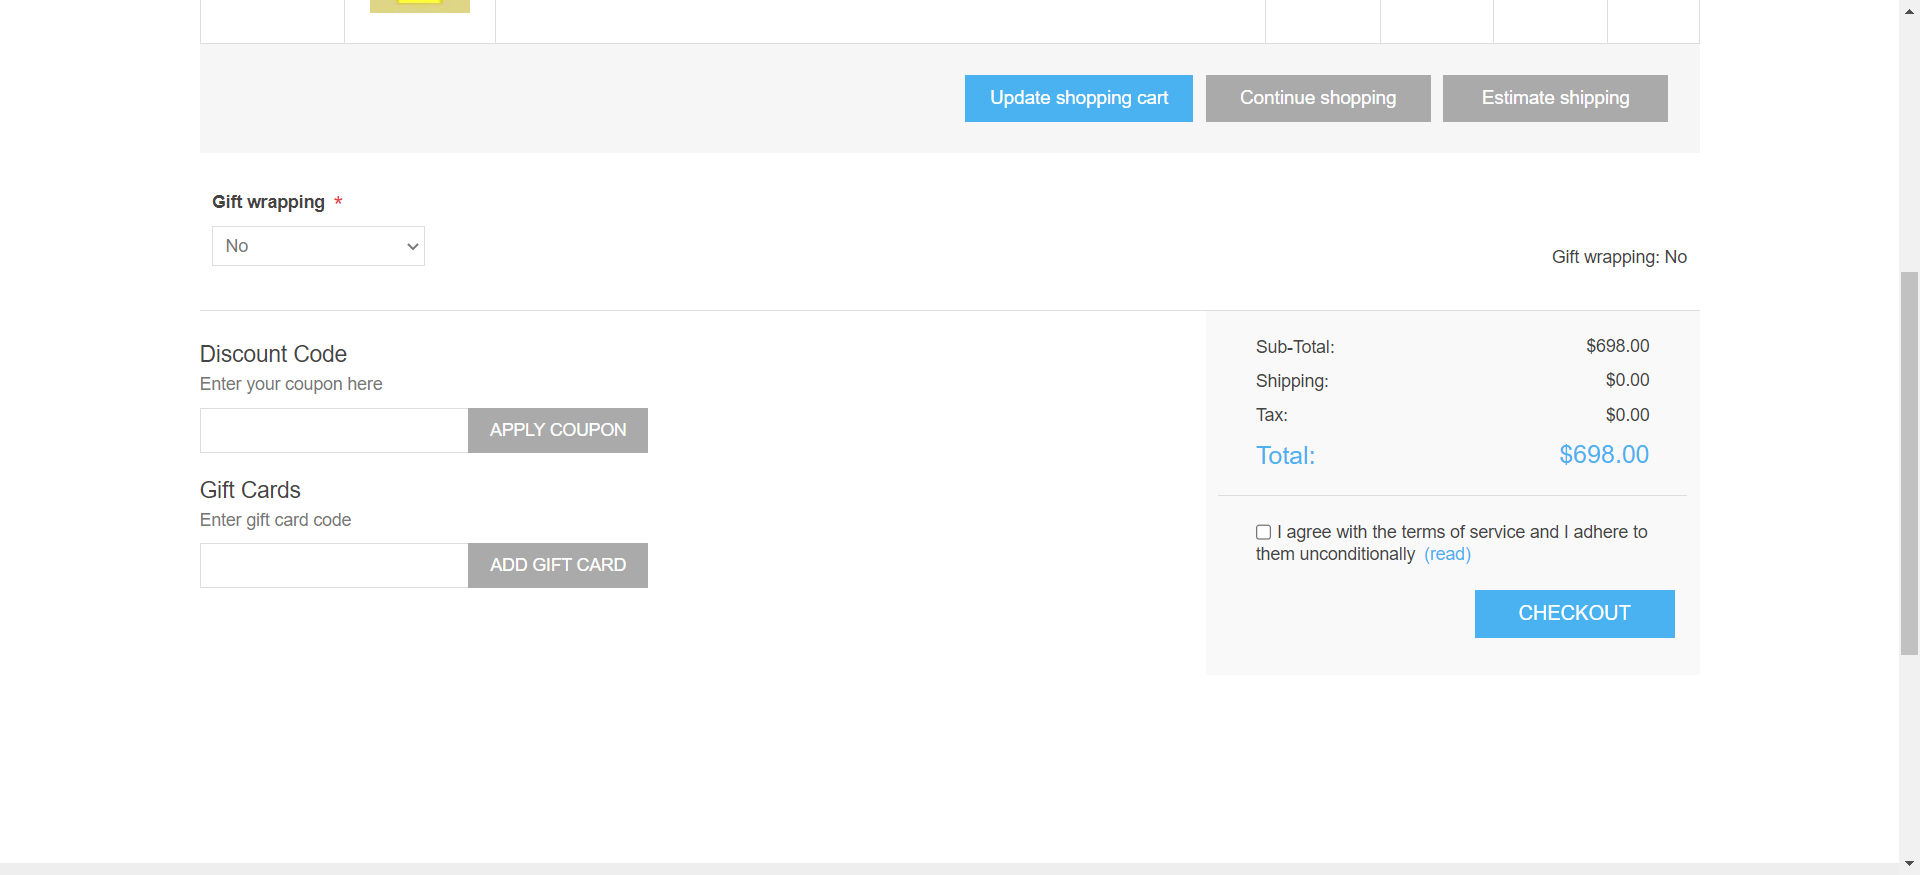 Update shopping cart
Continue shopping
Estimate shipping
Gift wrapping *
No
Gift wrapping: No
Discount Code
Enter your coupon here
APPLY COUPON
Gift Cards
Enter gift card code
ADD GIFT CARD
Sub-Total: $698.00
Shipping: $0.00
Tax: $0.00
Total: $698.00
I agree with the terms of service and I adhere to
them unconditionally (read)
CHECKOUT